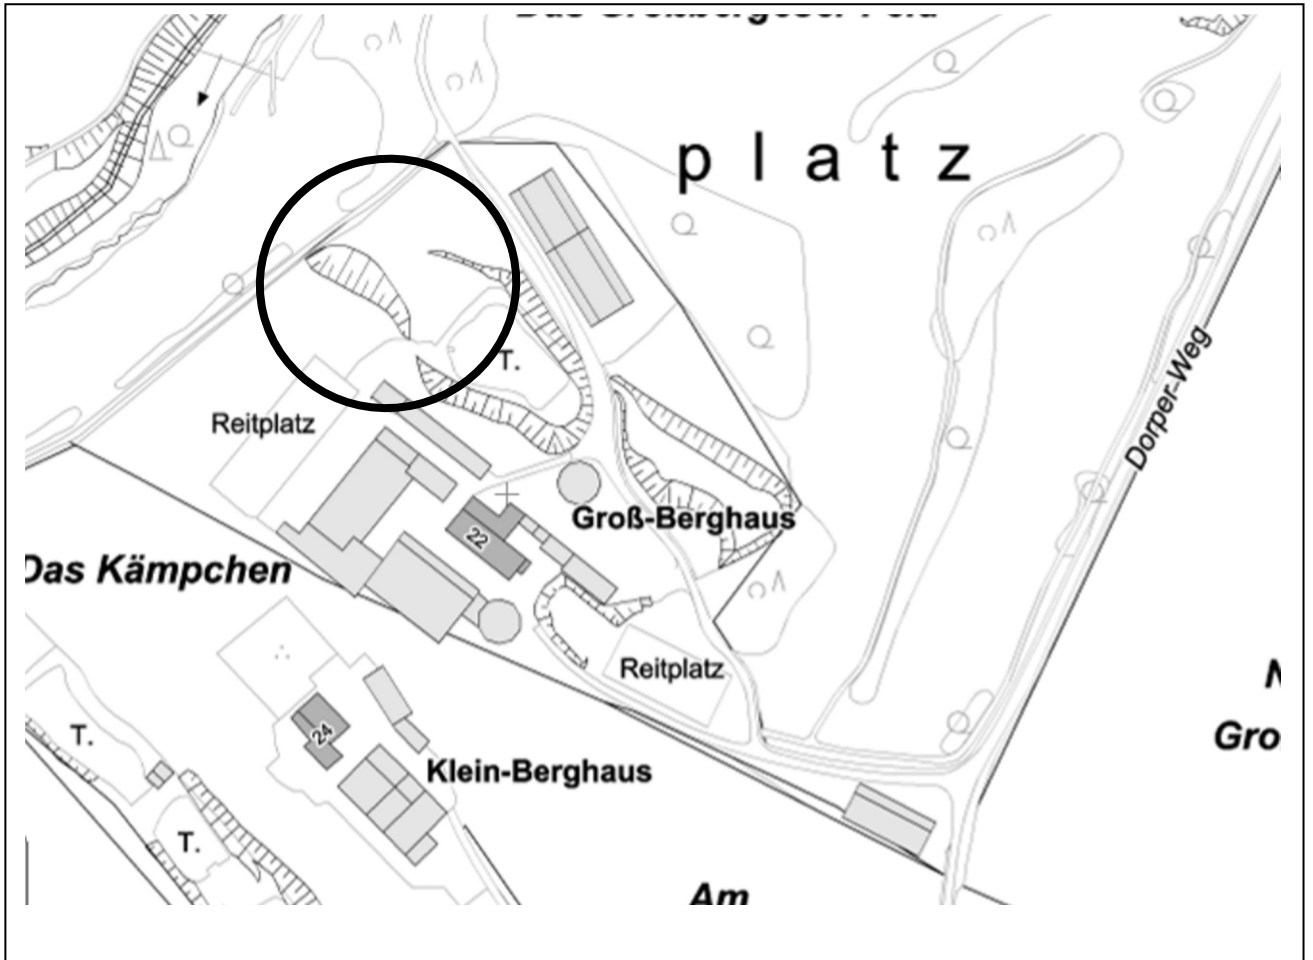 platz
T.
Reitplatz
Dorper-Weg
Groß-Berghaus
22
Das Kämpchen
Reitplatz
24
T.
Gro
Klein-Berghaus
T.
Am